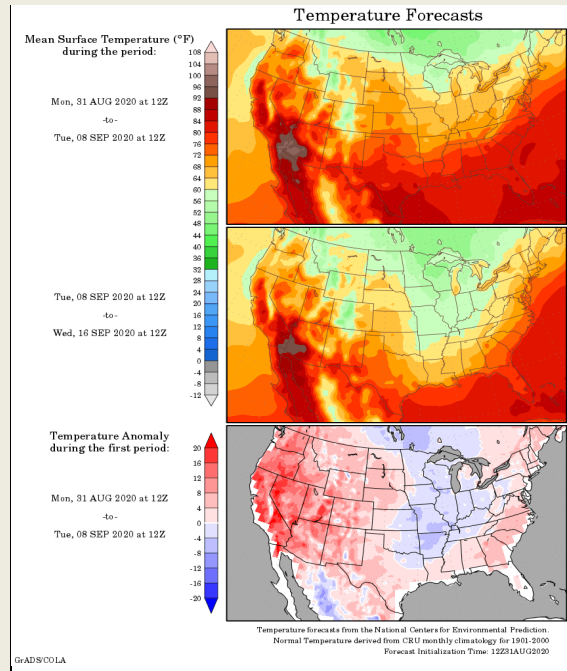 Temperature Forecasts
Mean Surface Temperature (°F)
during the period:
Mon, 31 AUG 2020 at 12Z
-to-
Tue, 08 SEP 2020 at 12Z
108
104
100
96
92
88
84
80
76
72
68
64
60
56
52
48
44
40
36
32
28
24
20
16
12
8
4
0
-4
-8
-12
Tue, 08 SEP 2020 at 12Z
-to-
Wed, 16 SEP 2020 at 12Z
Temperature Anomaly
during the first period:
Mon, 31 AUG 2020 at 12Z
-to-
Tue, 08 SEP 2020 at 12Z
20
16
12
8
4
0
-4
-8
-12
-16
-20
Temperature forecasts from the National Centers for Environmental Prediction.
Normal Temperature derived from CRU monthly climatology for 1901-2000
Forecast Initialization Time: 12Z31AUG2020
GrADS/COLA